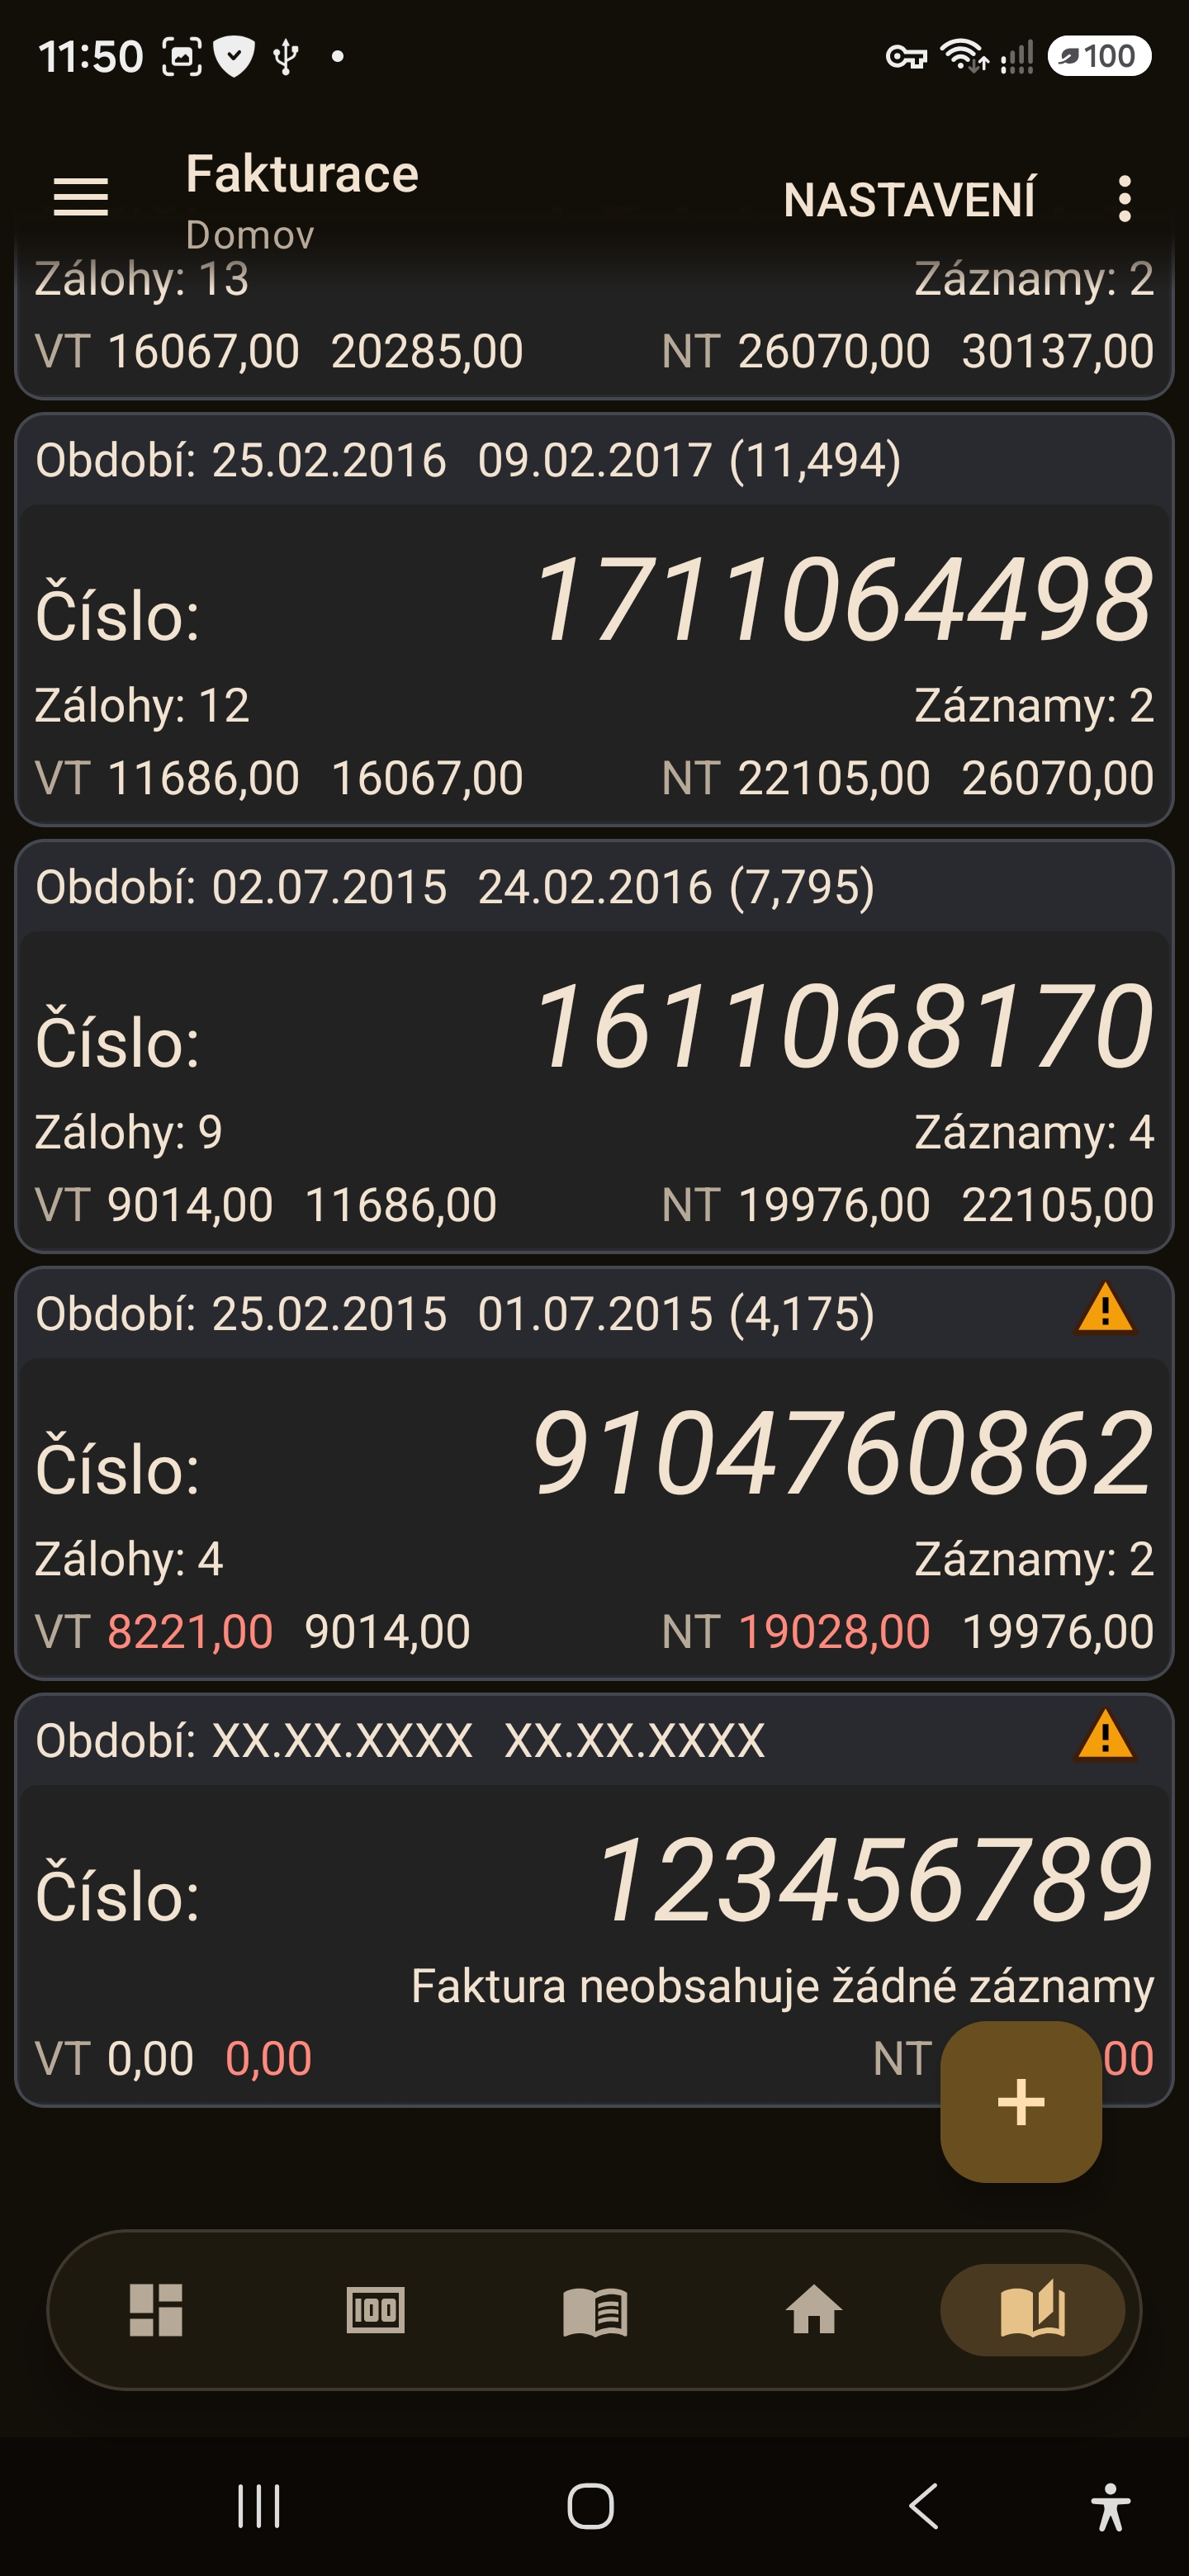 11:50 100
Fakturace
Domov
NASTAVENÍ
Zálohy: 13 Záznamy: 2
VT 16067,00 20285,00 NT 26070,00 30137,00
Období: 25.02.2016 09.02.2017 (11,494)
Číslo: 1711064498
Zálohy: 12 Záznamy: 2
VT 11686,00 16067,00 NT 22105,00 26070,00
Období: 02.07.2015 24.02.2016 (7,795)
Číslo: 1611068170
Zálohy: 9 Záznamy: 4
VT 9014,00 11686,00 NT 19976,00 22105,00
Období: 25.02.2015 01.07.2015 (4,175)
Číslo: 9104760862
Zálohy: 4 Záznamy: 2
VT 8221,00 9014,00 NT 19028,00 19976,00
Období: XX.XX.XXXX XX.XX.XXXX
Číslo: 123456789
Faktura neobsahuje žádné záznamy
VT 0,00 0,00 NT 00
100